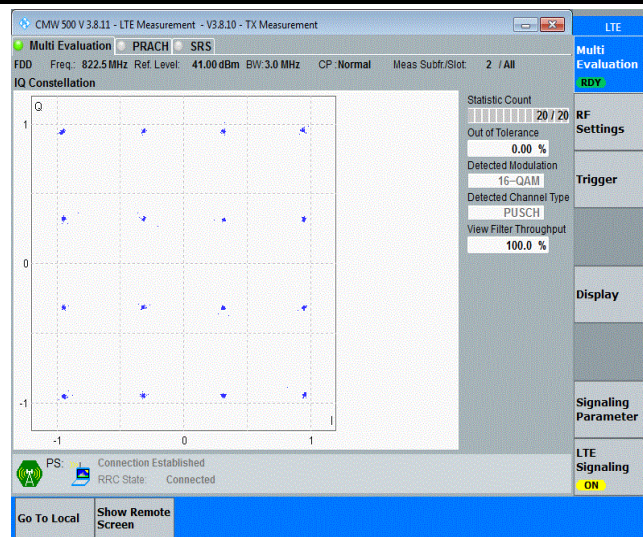 CMW 500 V 3.8.11 - LTE Measurement - V3.8.10 - TX Measurement
LTE
Multi Evaluation PRACH SRS
Multi
Evaluation
RDY
FDD Freq.: 822.5 MHz Ref. Level: 41.00 dBm BW: 3.0 MHz CP : Normal Meas Subfr./Slot: 2 / All
IQ Constellation
Q
1
0
-1
-1 0 1
I
Statistic Count
20 / 20
Out of Tolerance
0.00 %
Detected Modulation
16-QAM
Detected Channel Type
PUSCH
View Filter Throughput
100.0 %
RF
Settings
Trigger
Display
Signaling
Parameter
LTE
Signaling
ON
PS: Connection Established
RRC State: Connected
Go To Local
Show Remote
Screen